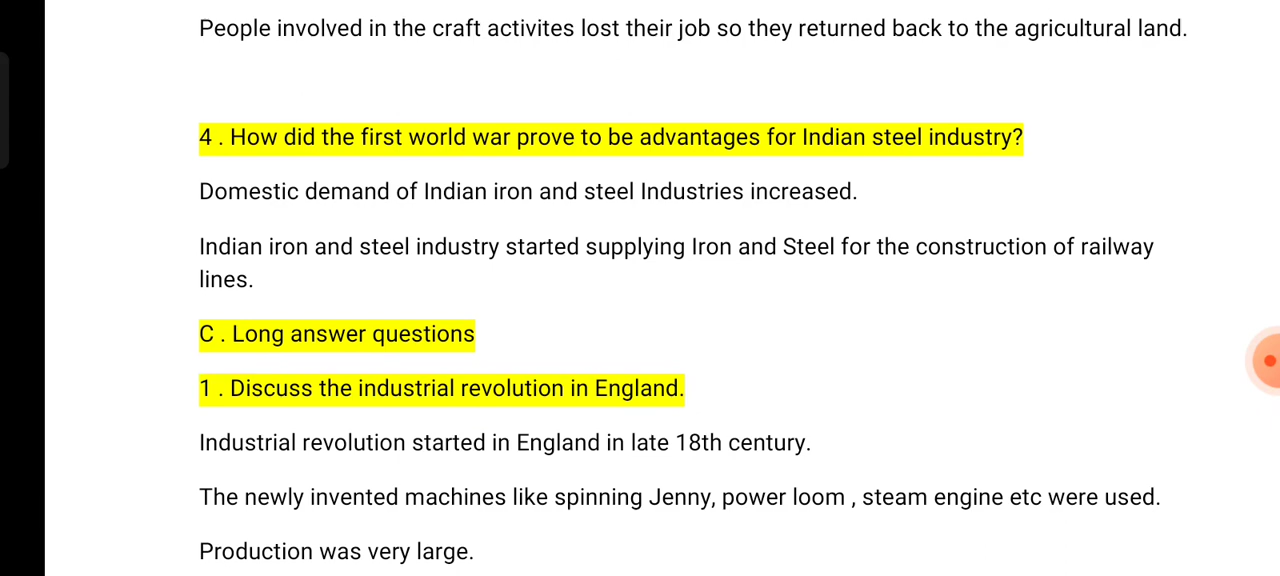 People involved in the craft activites lost their job so they returned back to the agricultural land.
4 . How did the first world war prove to be advantages for Indian steel industry?
Domestic demand of Indian iron and steel Industries increased.
Indian iron and steel industry started supplying Iron and Steel for the construction of railway
lines.
C . Long answer questions
1 . Discuss the industrial revolution in England.
Industrial revolution started in England in late 18th century.
The newly invented machines like spinning Jenny, power loom , steam engine etc were used.
Production was very large.